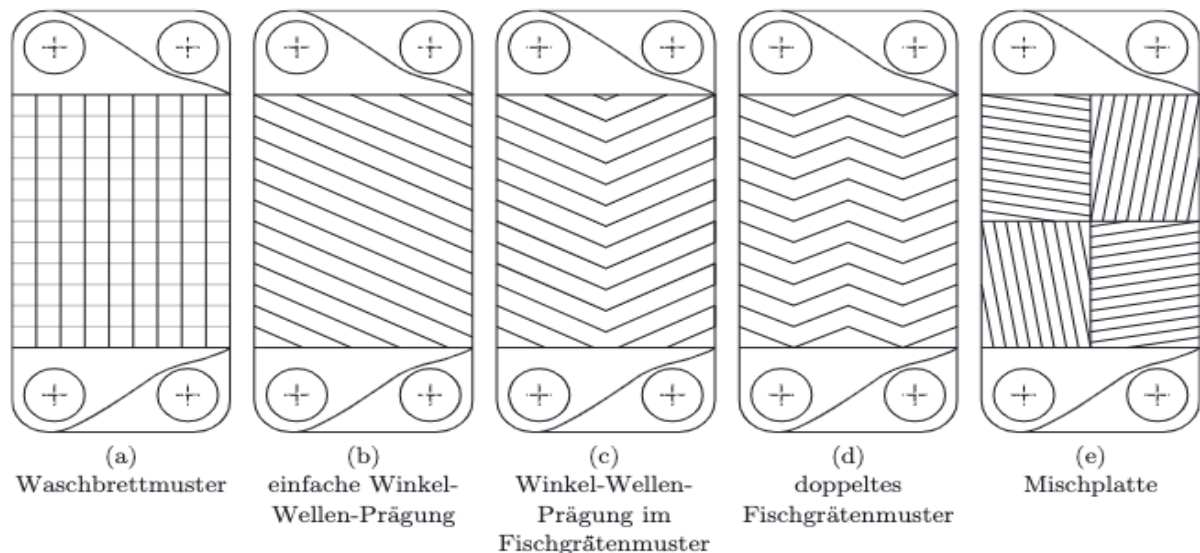 (a)
Waschbrettmuster
(b)
einfache Winkel-
Wellen-Prägung
(c)
Winkel-Wellen-
Prägung im
Fischgrätenmuster
(d)
doppeltes
Fischgrätenmuster
(e)
Mischplatte